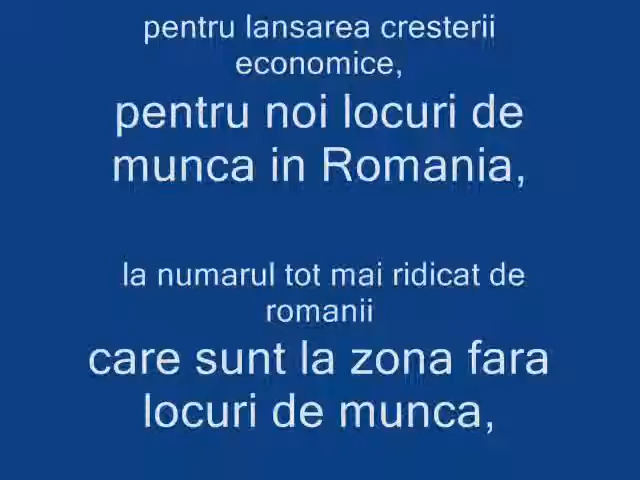 pentru lansarea cresterii
economice,
pentru noi locuri de
munca in Romania,
la numarul tot mai ridicat de
romanii
care sunt la zona fara
locuri de munca,